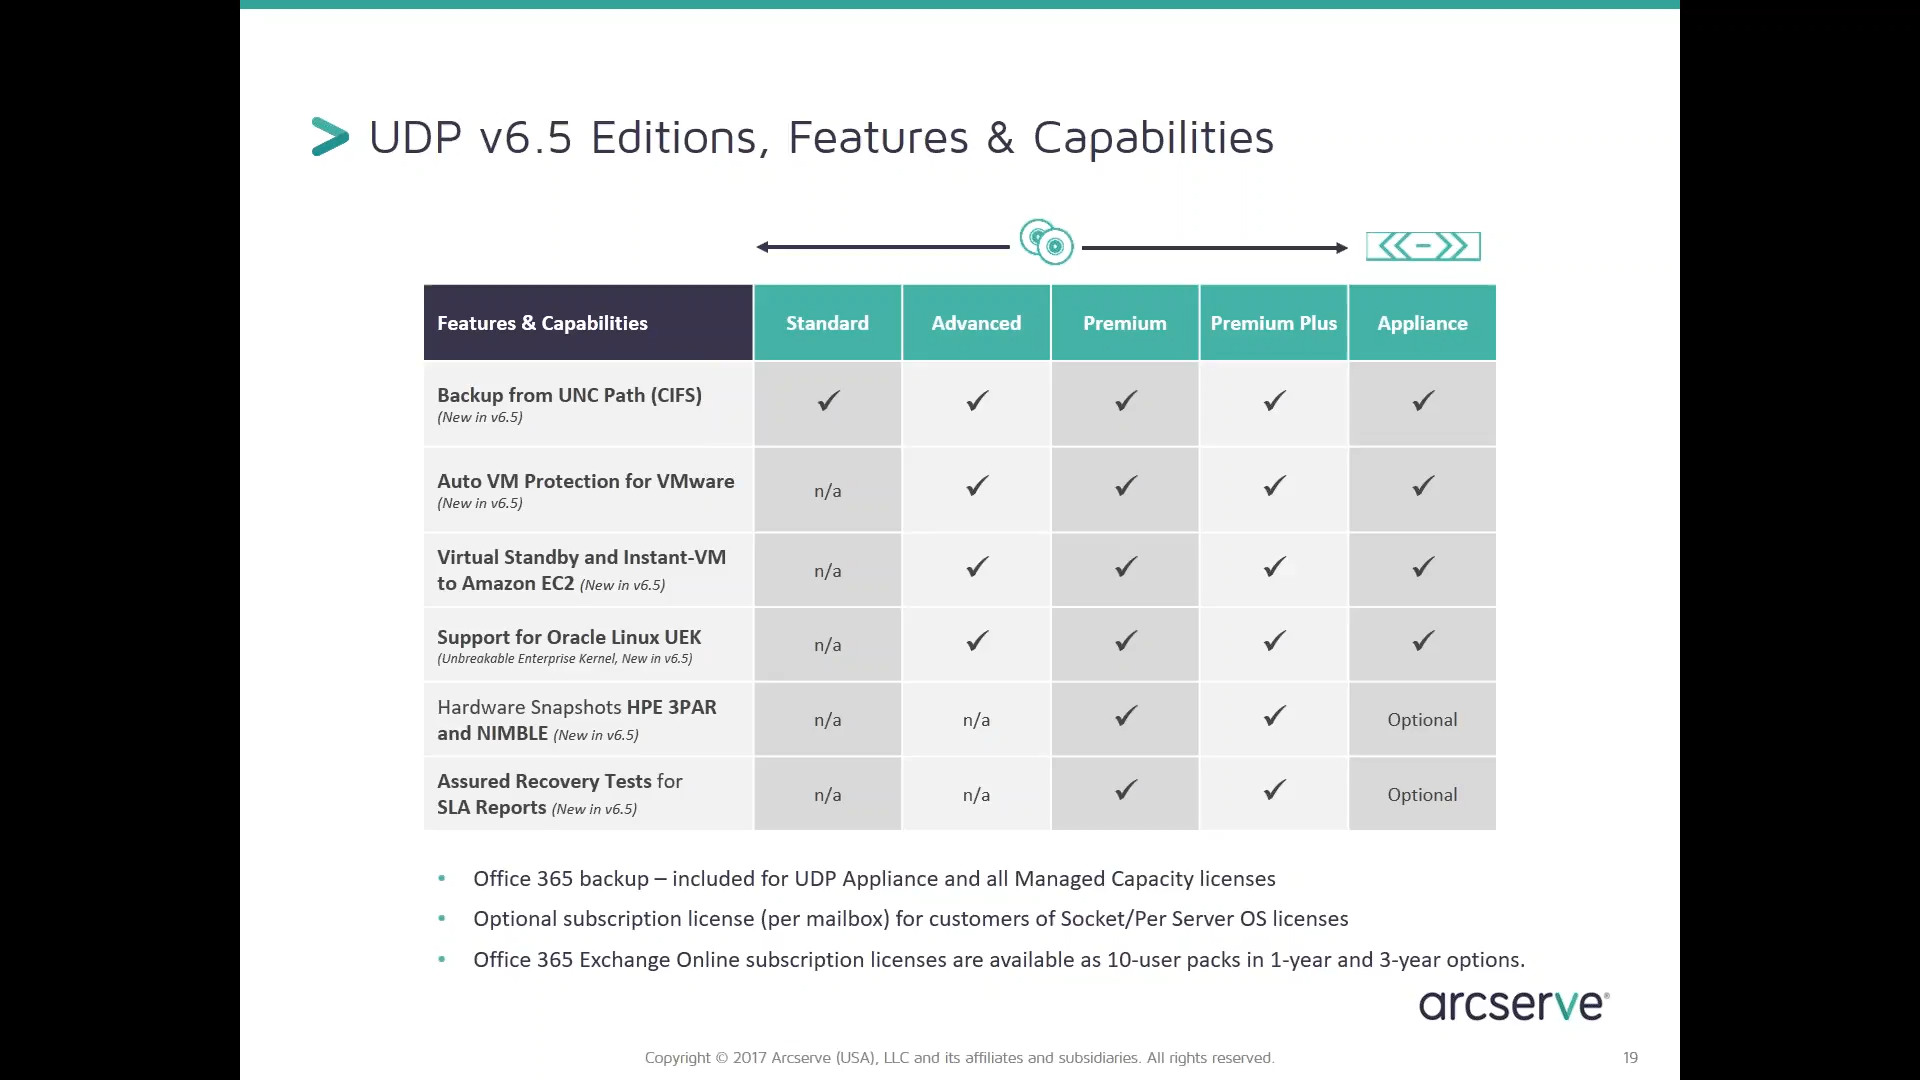 UDP v6.5 Editions, Features & Capabilities
Features & Capabilities Standard Advanced Premium Premium Plus Appliance
Backup from UNC Path (CIFS)
(New in v6.5)
✓ ✓ ✓ ✓ ✓
Auto VM Protection for VMware
(New in v6.5)
n/a ✓ ✓ ✓ ✓
Virtual Standby and Instant-VM
to Amazon EC2 (New in v6.5)
n/a ✓ ✓ ✓ ✓
Support for Oracle Linux UEK
(Unbreakable Enterprise Kernel, New in v6.5)
n/a ✓ ✓ ✓ ✓
Hardware Snapshots HPE 3PAR
and NIMBLE (New in v6.5)
n/a n/a ✓ ✓ Optional
Assured Recovery Tests for
SLA Reports (New in v6.5)
n/a n/a ✓ ✓ Optional
• Office 365 backup – included for UDP Appliance and all Managed Capacity licenses
• Optional subscription license (per mailbox) for customers of Socket/Per Server OS licenses
• Office 365 Exchange Online subscription licenses are available as 10-user packs in 1-year and 3-year options.
arcserve®
Copyright © 2017 Arcserve (USA), LLC and its affiliates and subsidiaries. All rights reserved.
19